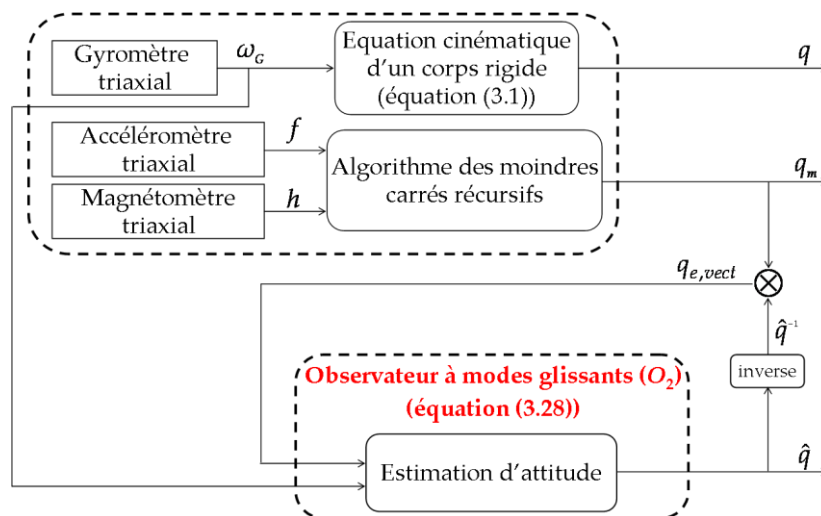 Gyromètre
triaxial
ω_G
Equation cinématique
d'un corps rigide
(équation (3.1))
q
Accéléromètre
triaxial
f
Magnétomètre
triaxial
h
Algorithme des moindres
carrés récursifs
q_m
q_{e,vect}
⊗
q̂⁻¹
inverse
Observateur à modes glissants (O₂)
(équation (3.28))
Estimation d'attitude
q̂